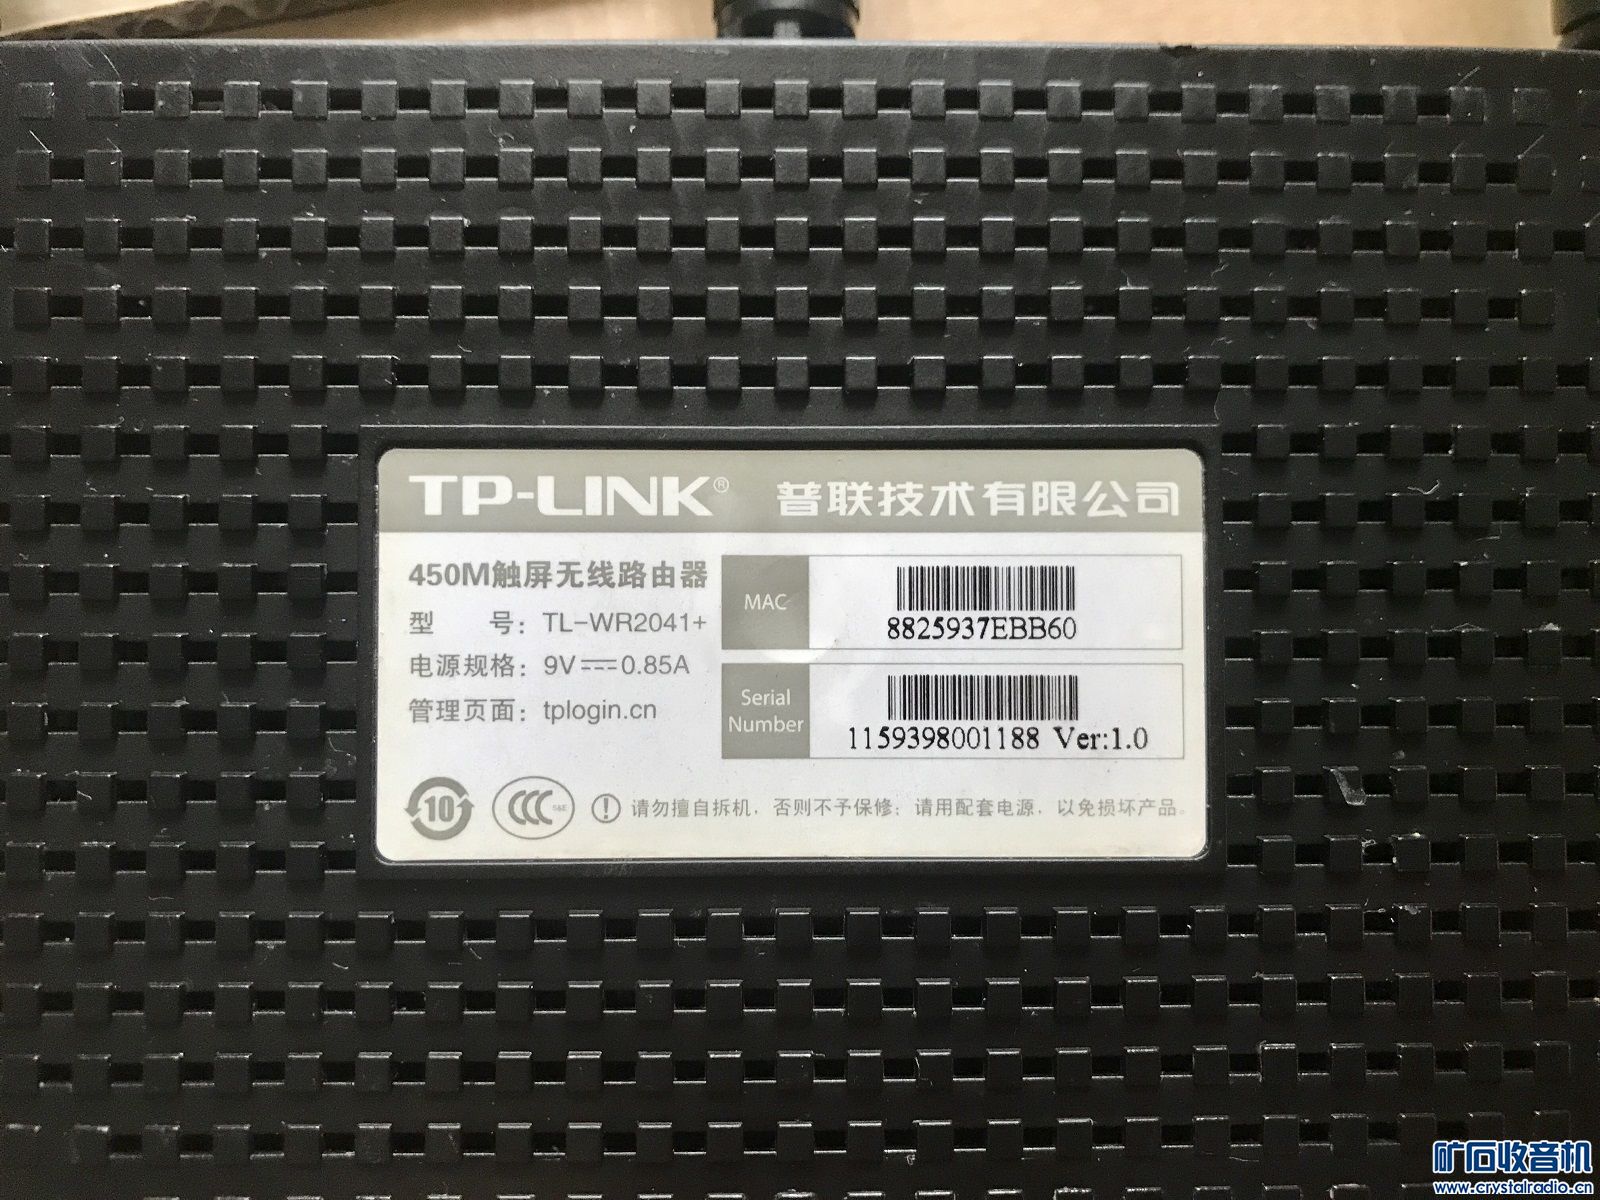 TP-LINK® 普联技术有限公司
450M触屏无线路由器
型 号：TL-WR2041+
电源规格：9V⎓0.85A
管理页面：tplogin.cn
MAC
8825937EBB60
Serial
Number
1159398001188 Ver:1.0
10
CCC S&E
! 请勿擅自拆机，否则不予保修；请用配套电源，以免损坏产品。
矿石收音机
www.crystalradio.cn